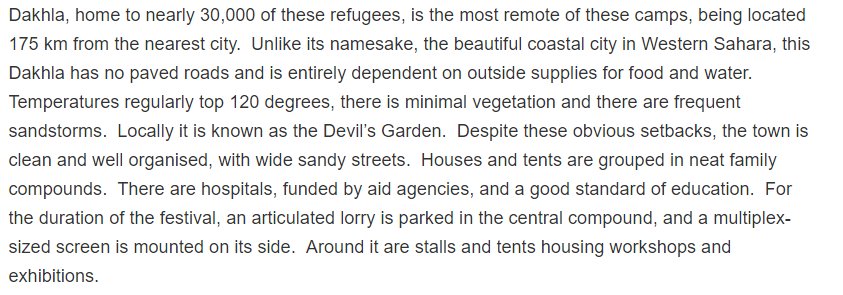 Dakhla, home to nearly 30,000 of these refugees, is the most remote of these camps, being located
175 km from the nearest city.  Unlike its namesake, the beautiful coastal city in Western Sahara, this
Dakhla has no paved roads and is entirely dependent on outside supplies for food and water.
Temperatures regularly top 120 degrees, there is minimal vegetation and there are frequent
sandstorms.  Locally it is known as the Devil’s Garden.  Despite these obvious setbacks, the town is
clean and well organised, with wide sandy streets.  Houses and tents are grouped in neat family
compounds.  There are hospitals, funded by aid agencies, and a good standard of education.  For
the duration of the festival, an articulated lorry is parked in the central compound, and a multiplex-
sized screen is mounted on its side.  Around it are stalls and tents housing workshops and
exhibitions.